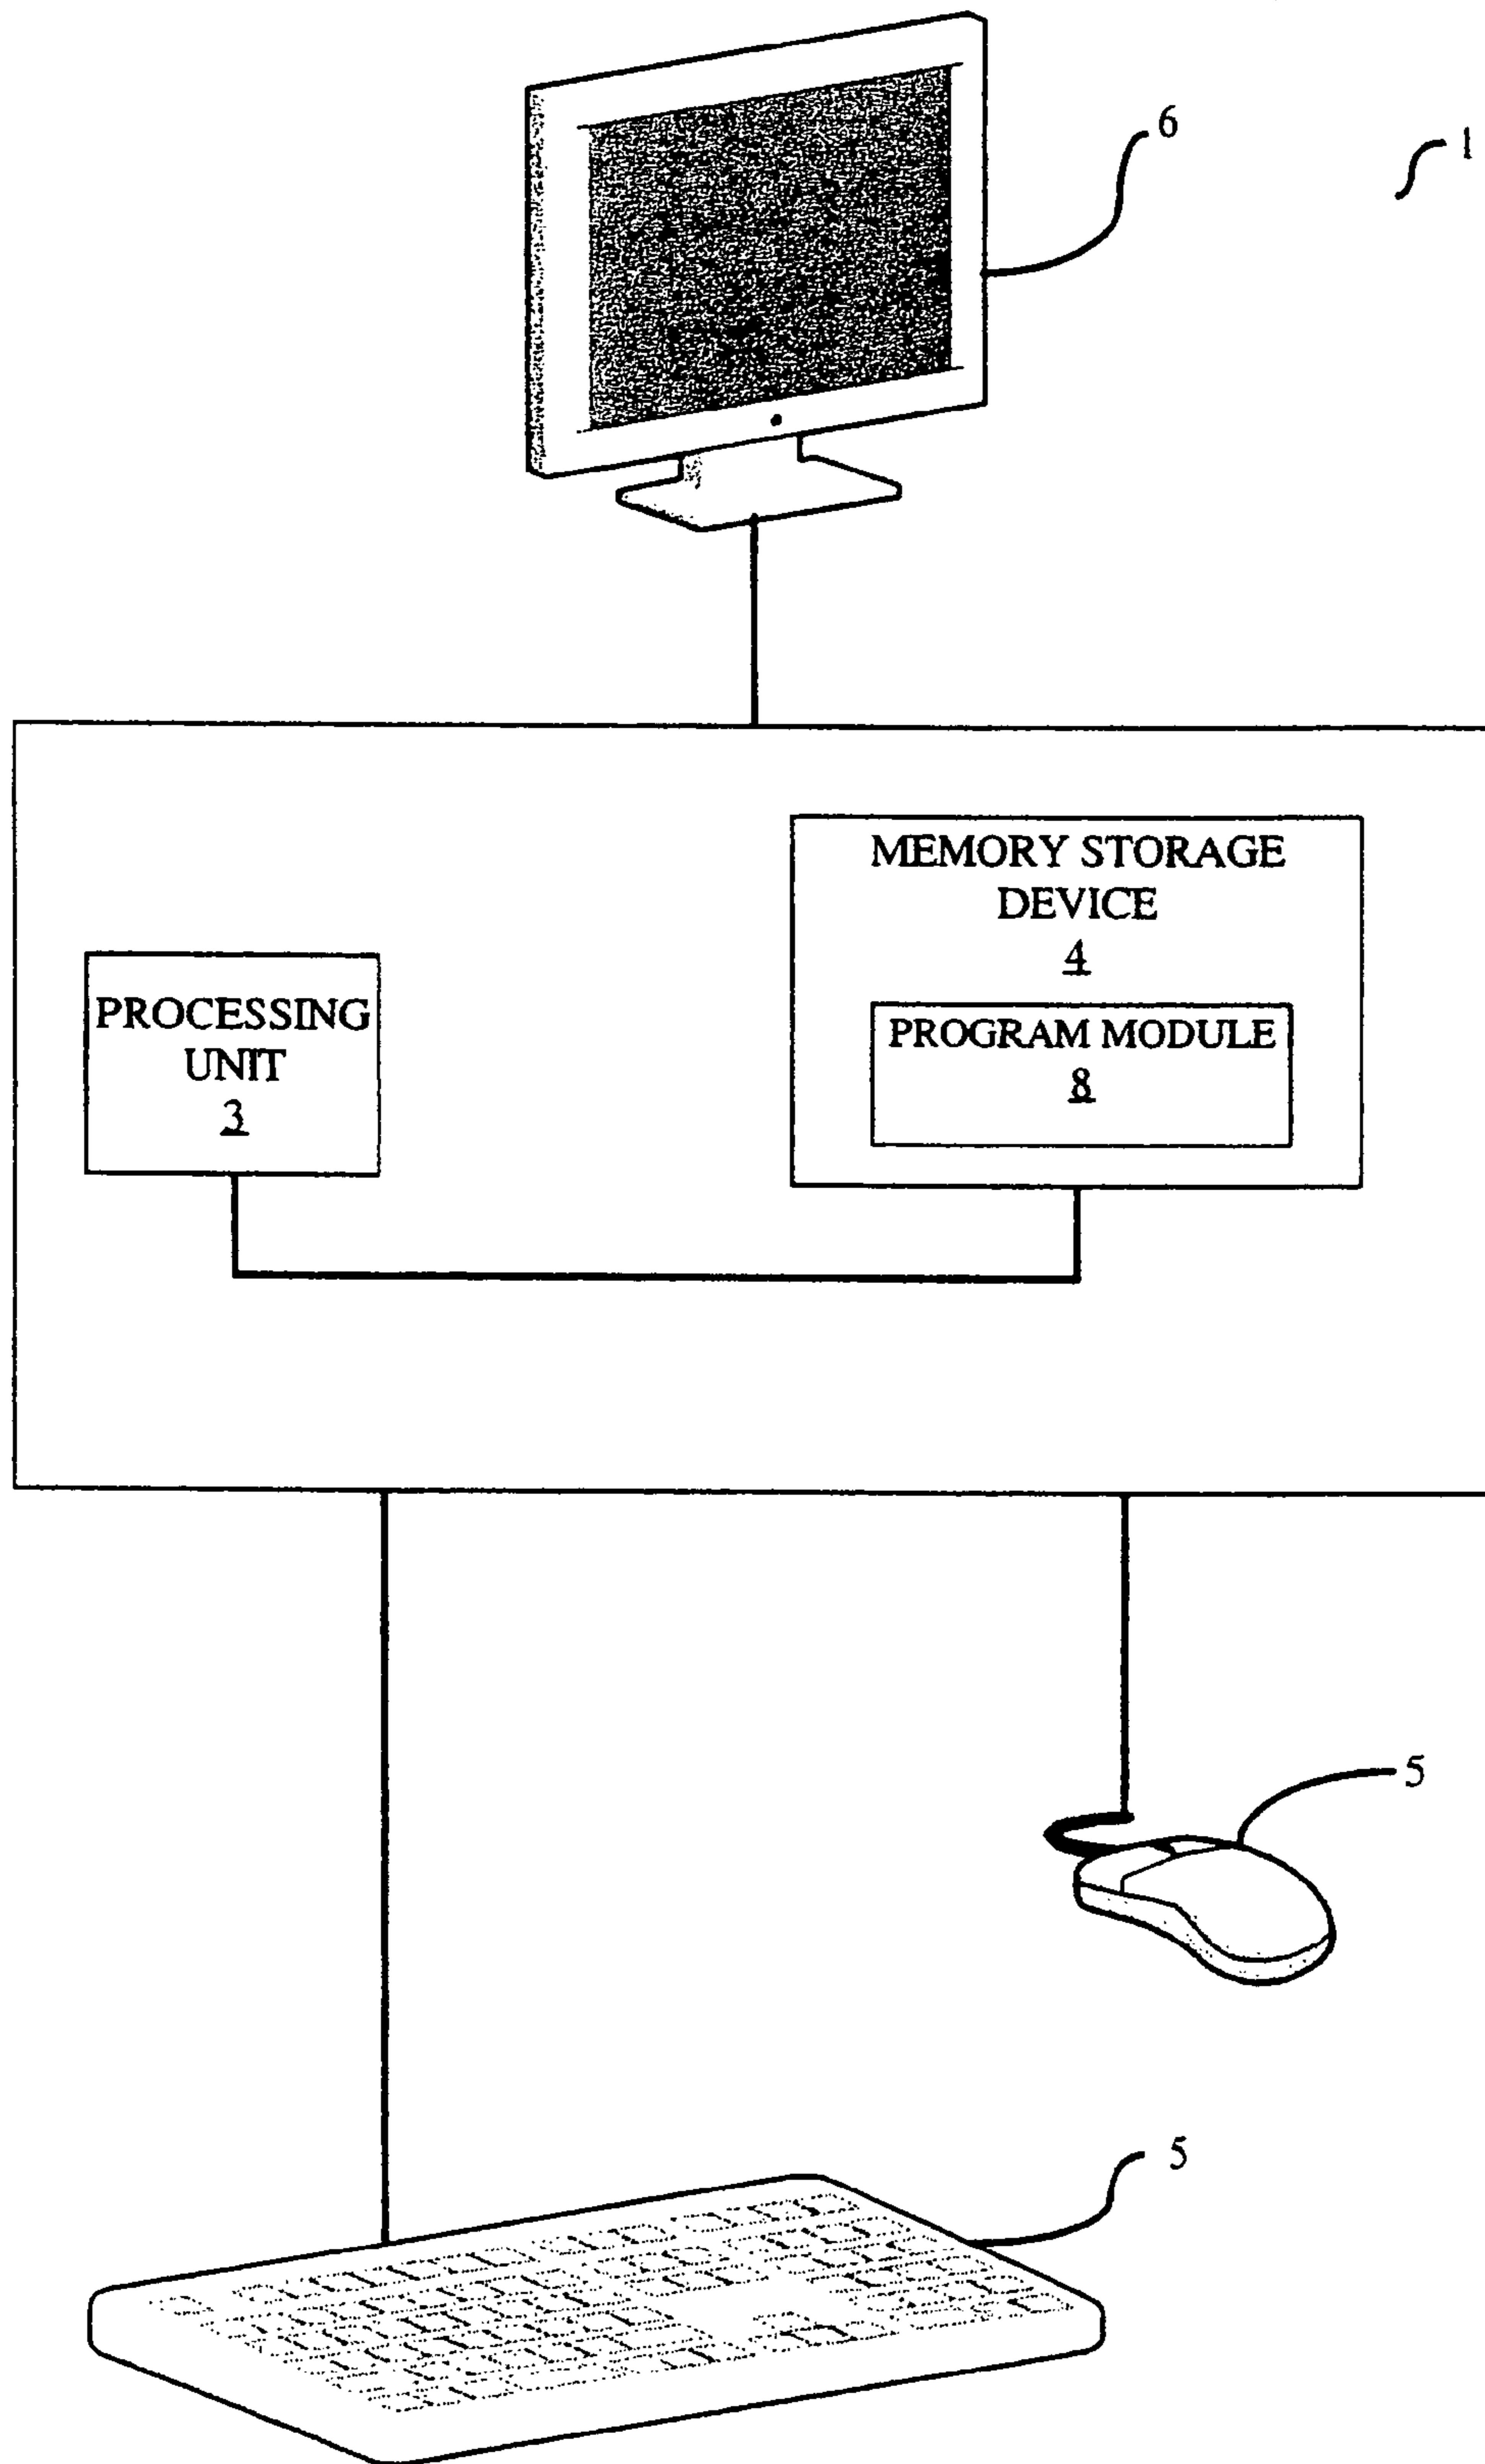 6
1
MEMORY STORAGE
DEVICE
4
PROGRAM MODULE
8
PROCESSING
UNIT
3
5
5